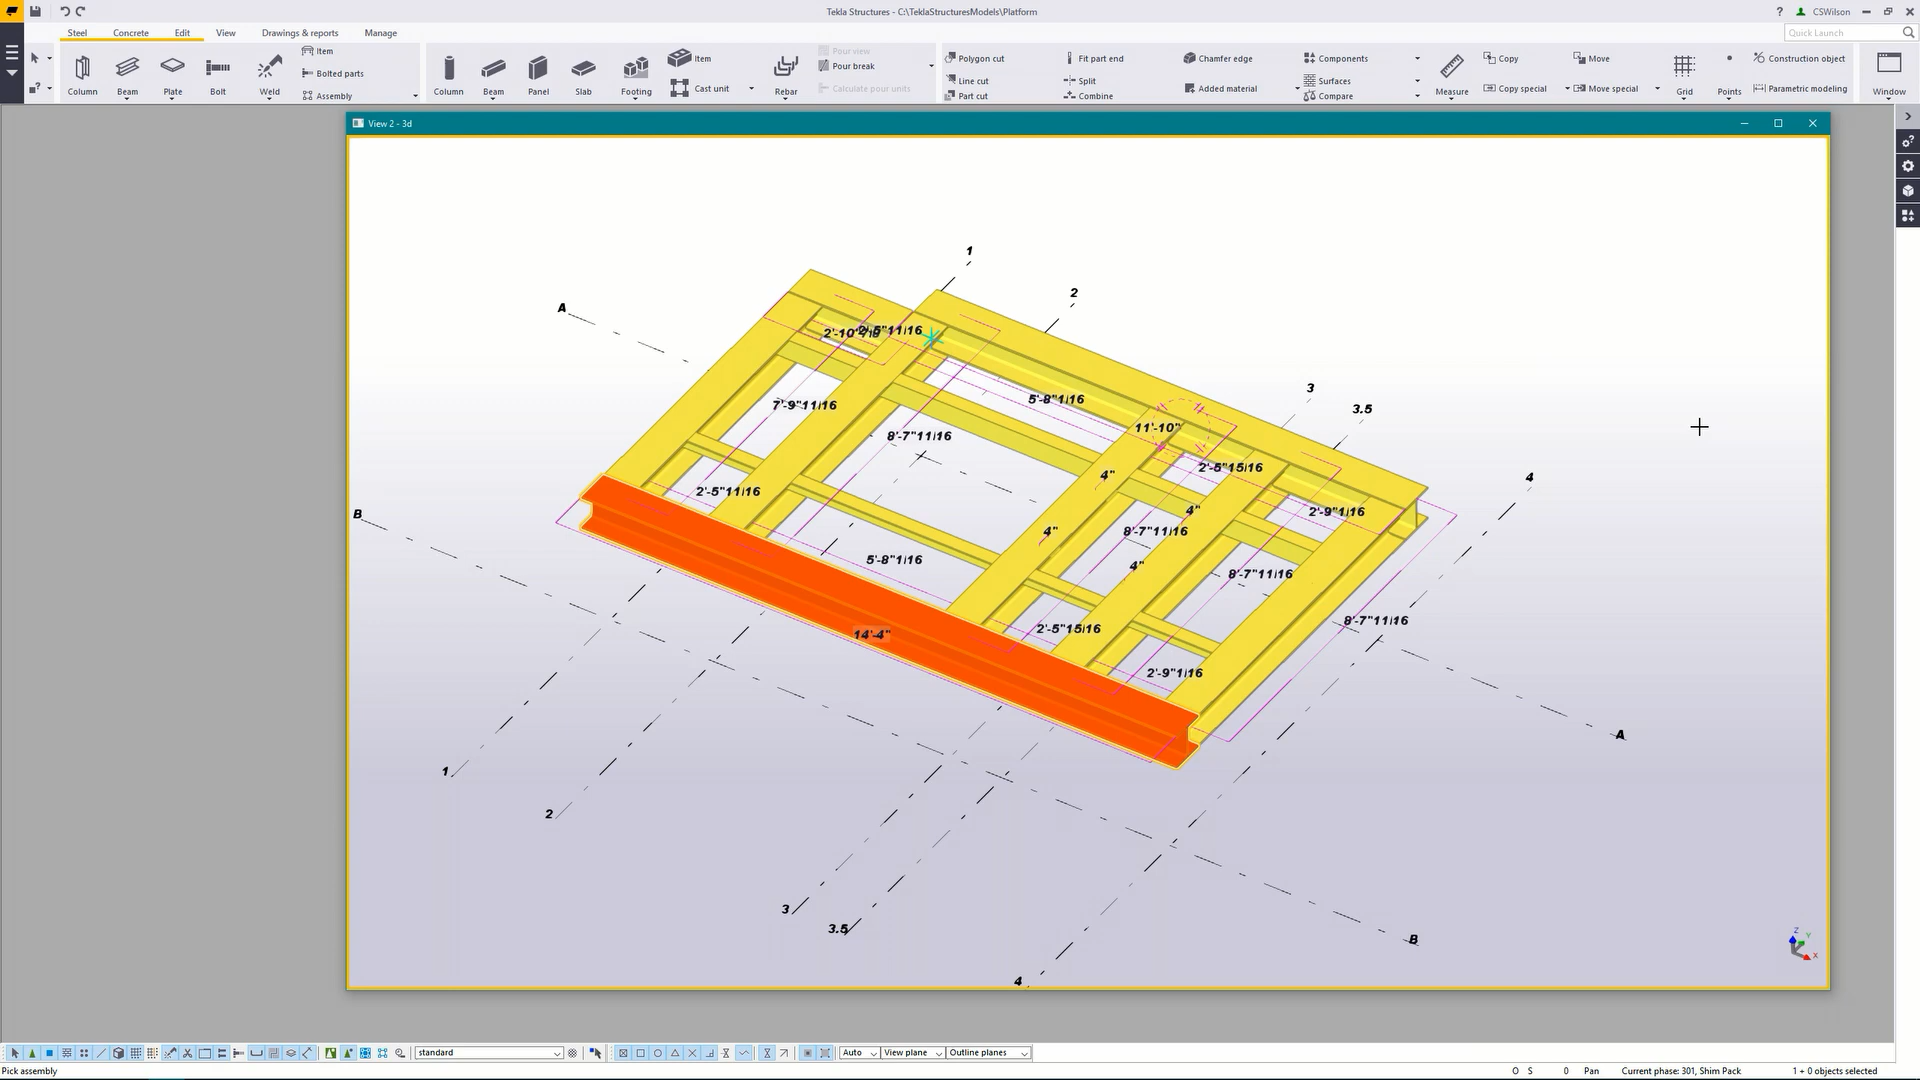 Tekla Structures - C:\TeklaStructuresModels\Platform
? CSWilson
Steel Concrete Edit View Drawings & reports Manage
Quick Launch
Column Beam Plate Bolt Weld
Item
Bolted parts
Assembly
Column Beam Panel Slab Footing
Item
Cast unit
Rebar
Pour view
Pour break
Calculate pour units
Polygon cut
Line cut
Part cut
Fit part end
Split
Combine
Chamfer edge
Added material
Components
Surfaces
Compare
Measure
Copy
Copy special
Move
Move special
Grid
Points
Construction object
Parametric modeling
Window
View 2 - 3d
1
2
A
2'-5"11/16
3
5'-8"1/16
7'-9"11/16
3.5
11'-10"
8'-7"11/16
2'-5"15/16
4"
4
2'-5"11/16
4"
2'-9"1/16
B
4"
8'-7"11/16
5'-8"1/16
4"
8'-7"11/16
8'-7"11/16
2'-5"15/16
14'-4"
2'-9"1/16
A
1
2
3
3.5
B
4
Z
Y
X
standard
Auto
View plane
Outline planes
Pick assembly
O S 0 Pan Current phase: 301, Shim Pack 1 + 0 objects selected